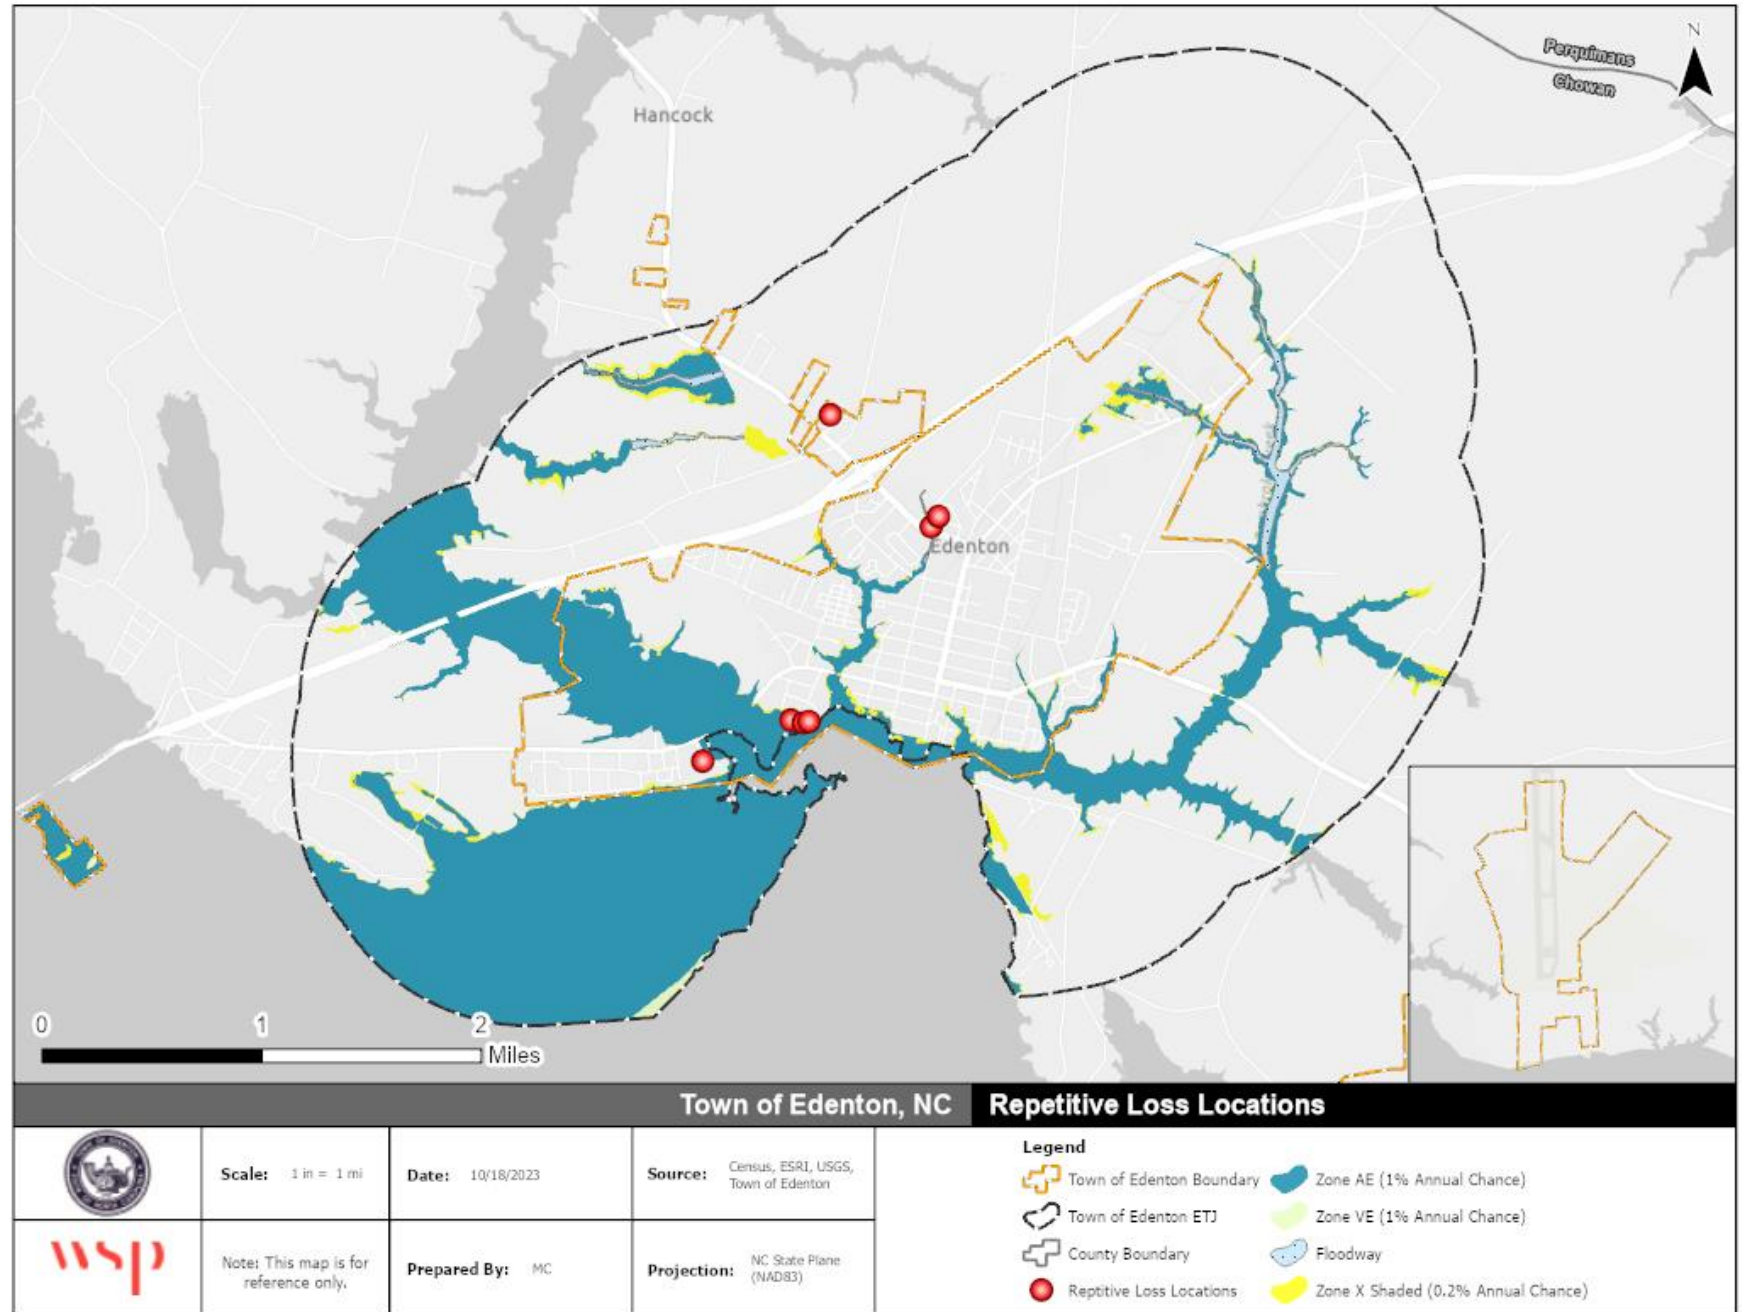 N
Perquimans
Chowan
Hancock
Edenton
0 1 2
Miles
Town of Edenton, NC Repetitive Loss Locations
Scale: 1 in = 1 mi
Date: 10/18/2023
Source: Census, ESRI, USGS,
Town of Edenton
wsp
Note: This map is for
reference only.
Prepared By: MC
Projection: NC State Plane
(NAD83)
Legend
Town of Edenton Boundary
Town of Edenton ETJ
County Boundary
Reptitive Loss Locations
Zone AE (1% Annual Chance)
Zone VE (1% Annual Chance)
Floodway
Zone X Shaded (0.2% Annual Chance)